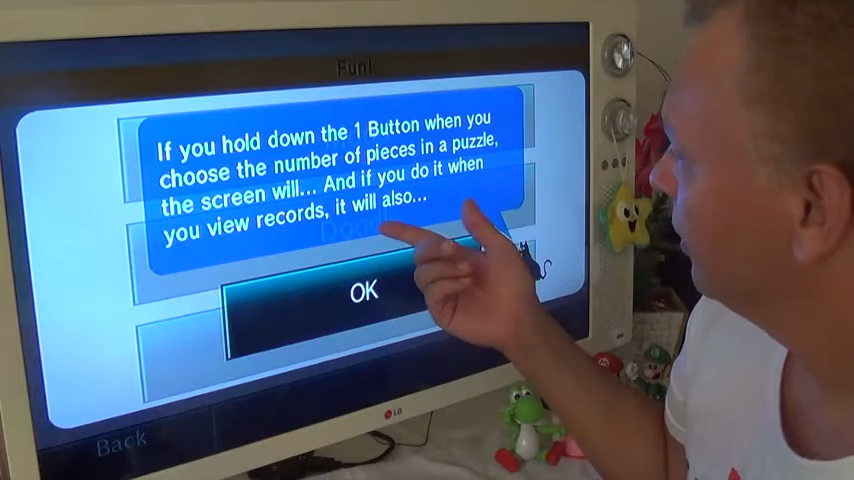 Fun!
If you hold down the 1 Button when you
choose the number of pieces in a puzzle,
the screen will... And if you do it when
you view records, it will also...
Doodle
OK
Back
LG